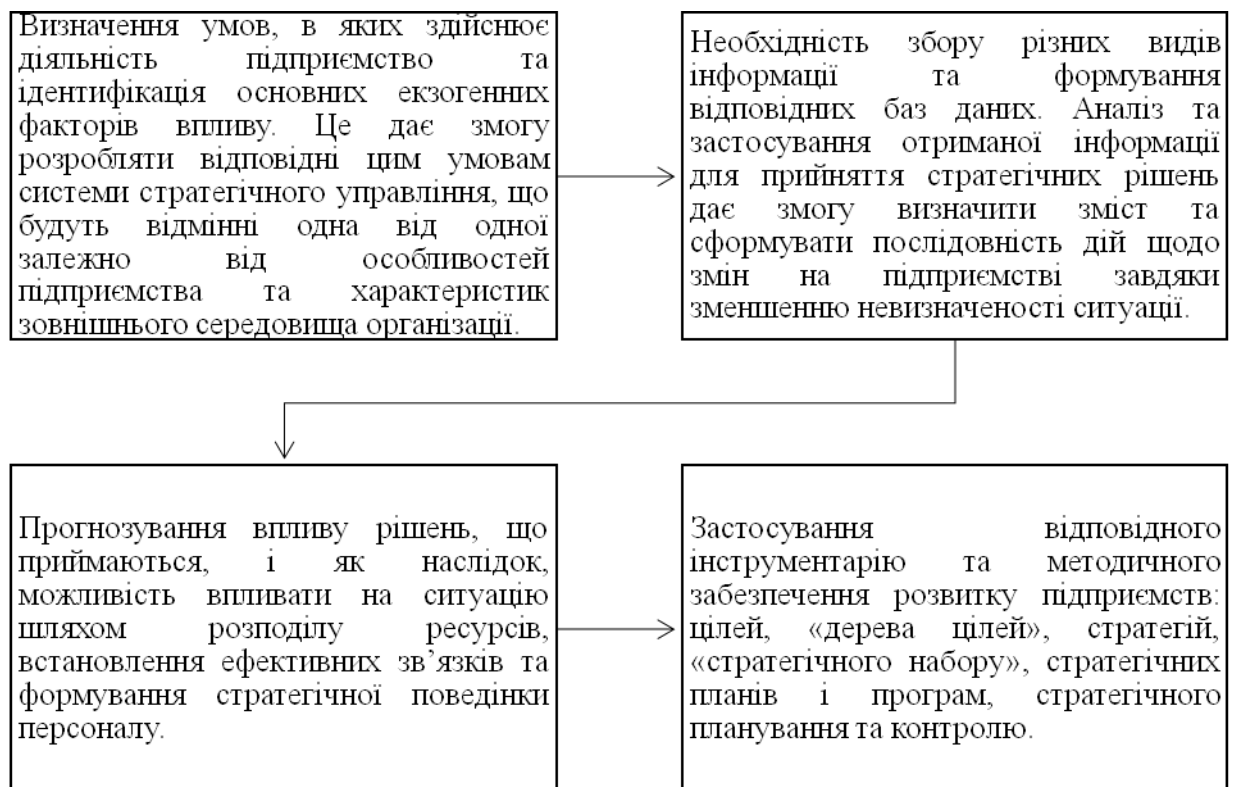 Визначення умов, в яких здійснює
діяльність підприємство та
ідентифікація основних екзогенних
факторів впливу. Це дає змогу
розробляти відповідні цим умовам
системи стратегічного управління, що
будуть відмінні одна від одної
залежно від особливостей
підприємства та характеристик
зовнішнього середовища організації.
Необхідність збору різних видів
інформації та формування
відповідних баз даних. Аналіз та
застосування отриманої інформації
для прийняття стратегічних рішень
дає змогу визначити зміст та
сформувати послідовність дій щодо
змін на підприємстві завдяки
зменшенню невизначеності ситуації.
Прогнозування впливу рішень, що
приймаються, і як наслідок,
можливість впливати на ситуацію
шляхом розподілу ресурсів,
встановлення ефективних зв’язків та
формування стратегічної поведінки
персоналу.
Застосування відповідного
інструментарію та методичного
забезпечення розвитку підприємств:
цілей, «дерева цілей», стратегій,
«стратегічного набору», стратегічних
планів і програм, стратегічного
планування та контролю.